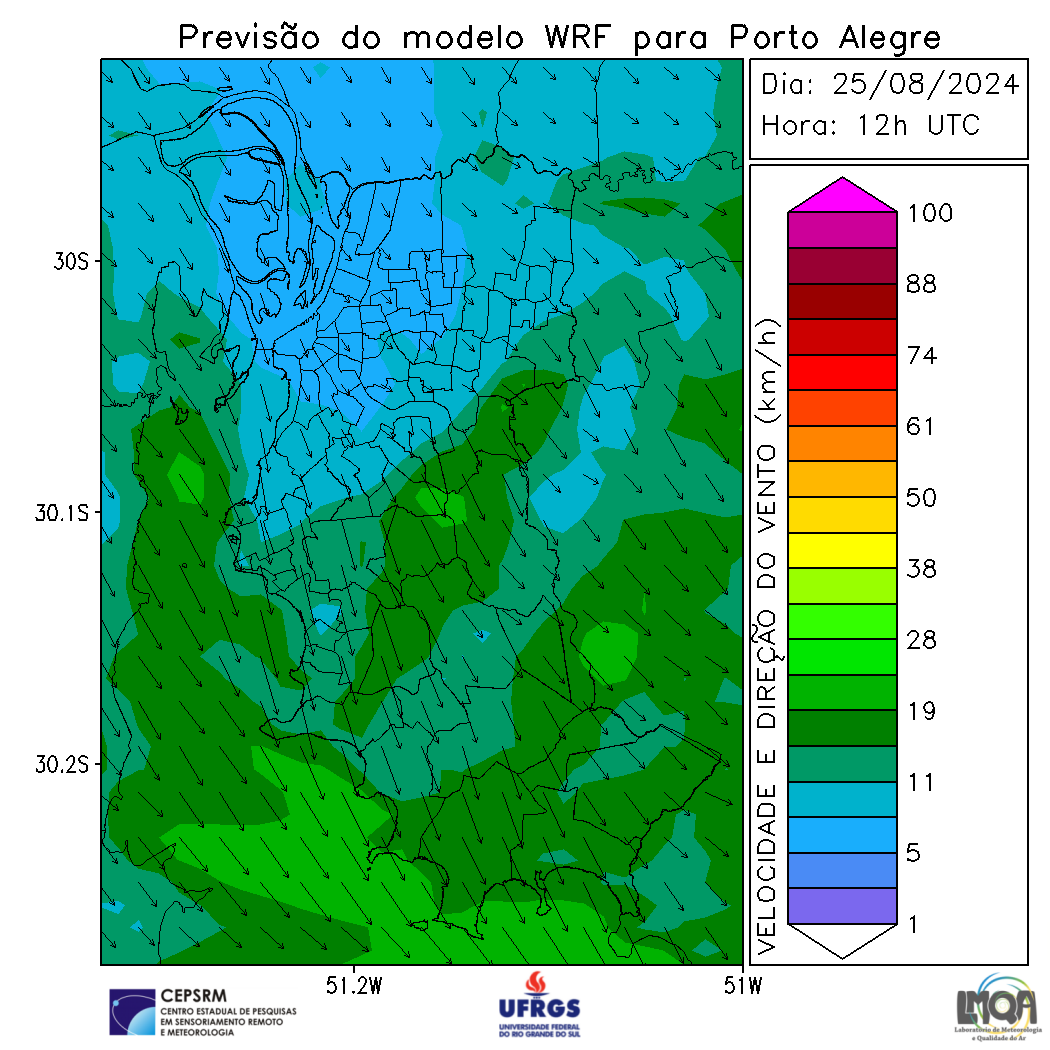 Previsão do modelo WRF para Porto Alegre
Dia: 25/08/2024
Hora: 12h UTC
30S
30.1S
30.2S
51.2W
51W
VELOCIDADE E DIREÇÃO DO VENTO (km/h)
100
88
74
61
50
38
28
19
11
5
1
CEPSRM
CENTRO ESTADUAL DE PESQUISAS
EM SENSORIAMENTO REMOTO
E METEOROLOGIA
UFRGS
UNIVERSIDADE FEDERAL
DO RIO GRANDE DO SUL
LMQA
Laboratório de Meteorologia
e Qualidade do Ar